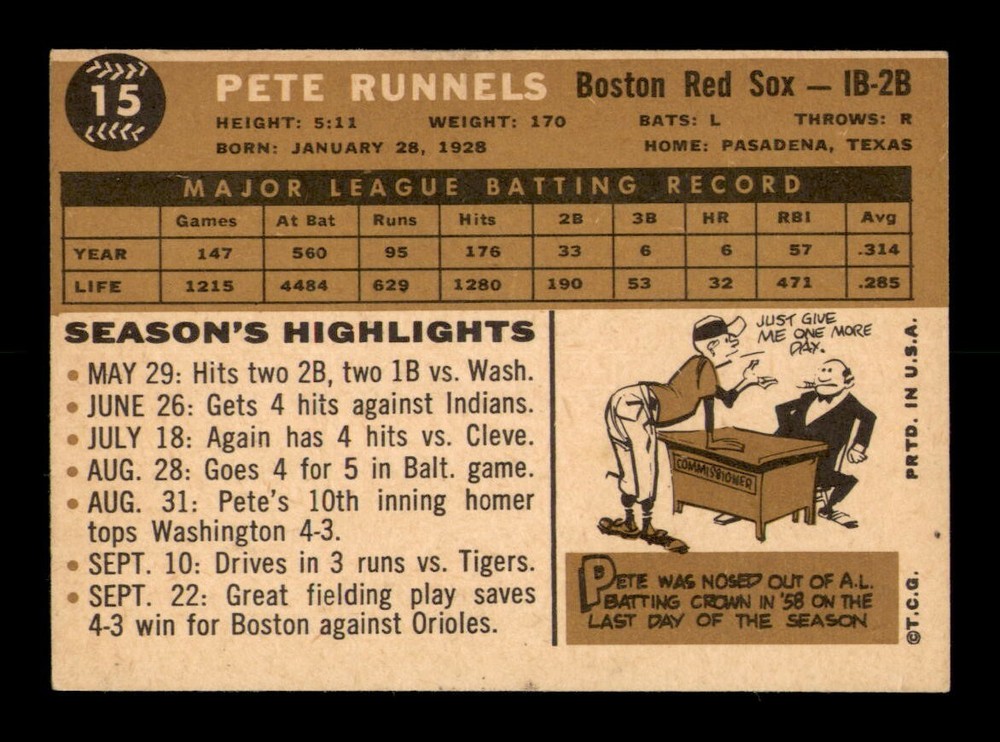 15
PETE RUNNELS Boston Red Sox — 1B-2B
HEIGHT: 5:11 WEIGHT: 170 BATS: L THROWS: R
BORN: JANUARY 28, 1928 HOME: PASADENA, TEXAS
MAJOR LEAGUE BATTING RECORD
Games At Bat Runs Hits 2B 3B HR RBI Avg
YEAR 147 560 95 176 33 6 6 57 .314
LIFE 1215 4484 629 1280 190 53 32 471 .285
SEASON'S HIGHLIGHTS
• MAY 29: Hits two 2B, two 1B vs. Wash.
• JUNE 26: Gets 4 hits against Indians.
• JULY 18: Again has 4 hits vs. Cleve.
• AUG. 28: Goes 4 for 5 in Balt. game.
• AUG. 31: Pete's 10th inning homer
tops Washington 4-3.
• SEPT. 10: Drives in 3 runs vs. Tigers.
• SEPT. 22: Great fielding play saves
4-3 win for Boston against Orioles.
JUST GIVE
ME ONE MORE
DAY.
COMMISSIONER
PETE WAS NOSED OUT OF A.L.
BATTING CROWN IN '58 ON THE
LAST DAY OF THE SEASON
PRTD. IN U.S.A.
©T.C.G.